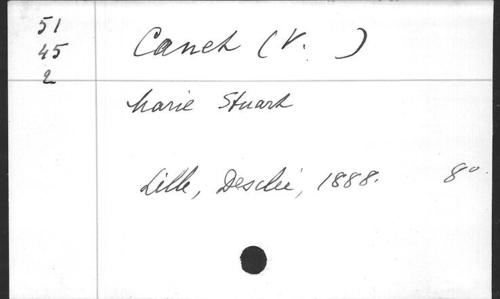 51
45
2
Canet (V. )
Marie Stuart
Lille, Desclée, 1888. 8°